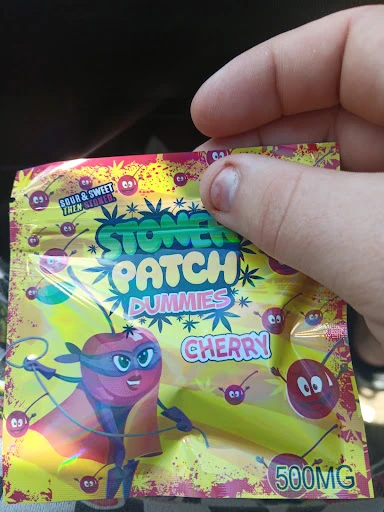 SOUR & SWEET
THEN STONED
STONER
PATCH
DUMMIES
CHERRY
500MG